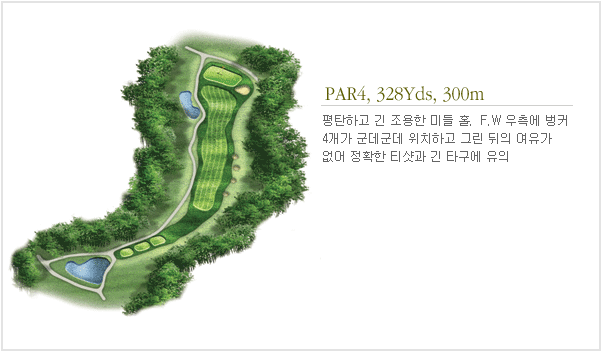 PAR4, 328Yds, 300m
평탄하고 긴 조용한 미들 홀. F.W 우측에 벙커
4개가 군데군데 위치하고 그린 뒤의 여유가
없어 정확한 티샷과 긴 타구에 유의